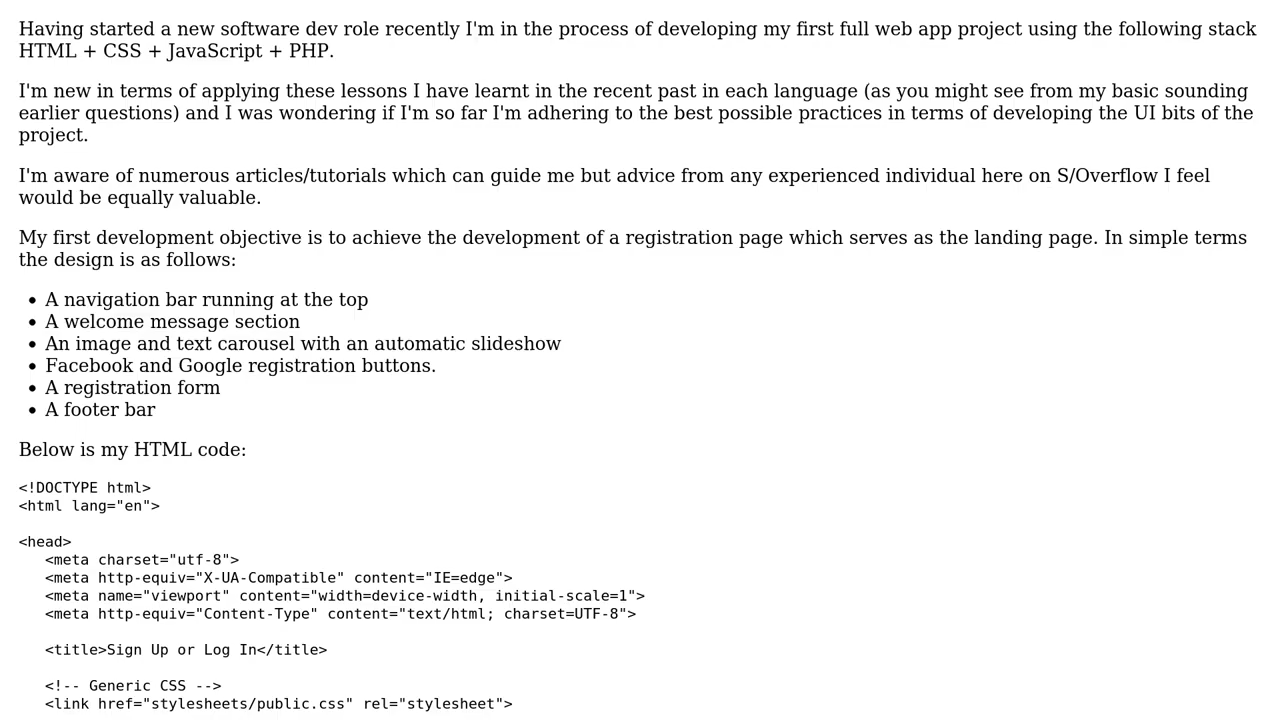 Having started a new software dev role recently I'm in the process of developing my first full web app project using the following stack
HTML + CSS + JavaScript + PHP.
I'm new in terms of applying these lessons I have learnt in the recent past in each language (as you might see from my basic sounding
earlier questions) and I was wondering if I'm so far I'm adhering to the best possible practices in terms of developing the UI bits of the
project.
I'm aware of numerous articles/tutorials which can guide me but advice from any experienced individual here on S/Overflow I feel
would be equally valuable.
My first development objective is to achieve the development of a registration page which serves as the landing page. In simple terms
the design is as follows:
• A navigation bar running at the top
• A welcome message section
• An image and text carousel with an automatic slideshow
• Facebook and Google registration buttons.
• A registration form
• A footer bar
Below is my HTML code:
<!DOCTYPE html>
<html lang="en">
<head>
<meta charset="utf-8">
<meta http-equiv="X-UA-Compatible" content="IE=edge">
<meta name="viewport" content="width=device-width, initial-scale=1">
<meta http-equiv="Content-Type" content="text/html; charset=UTF-8">
<title>Sign Up or Log In</title>
<!-- Generic CSS -->
<link href="stylesheets/public.css" rel="stylesheet">